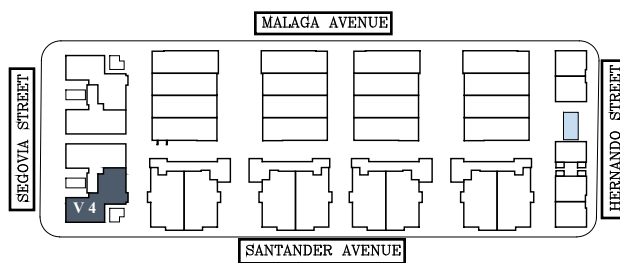 MALAGA AVENUE
SEGOVIA STREET
HERNANDO STREET
V 4
SANTANDER AVENUE